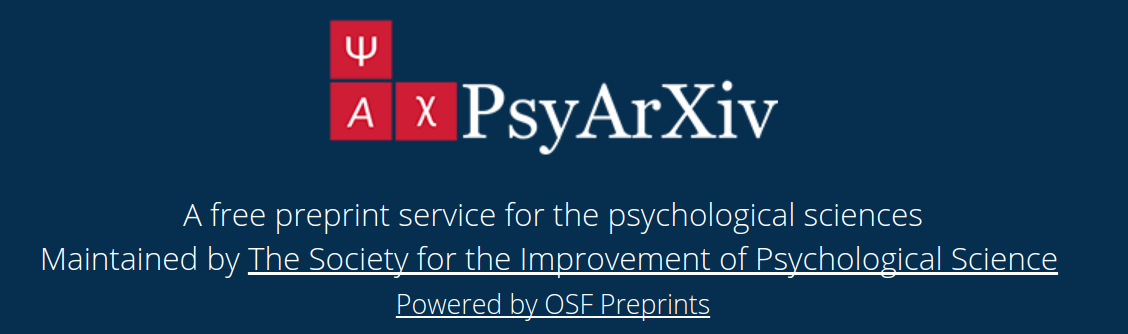 Ψ
Α χ PsyArXiv
A free preprint service for the psychological sciences
Maintained by The Society for the Improvement of Psychological Science
Powered by OSF Preprints